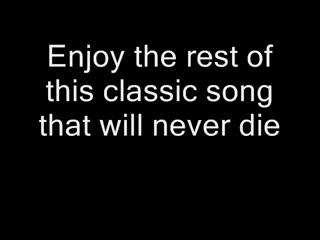 Enjoy the rest of
this classic song
that will never die